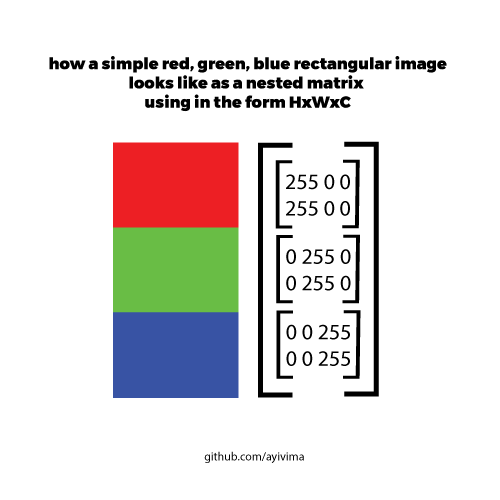 how a simple red, green, blue rectangular image
looks like as a nested matrix
using in the form HxWxC
255 0 0
255 0 0
0 255 0
0 255 0
0 0 255
0 0 255
github.com/ayivima